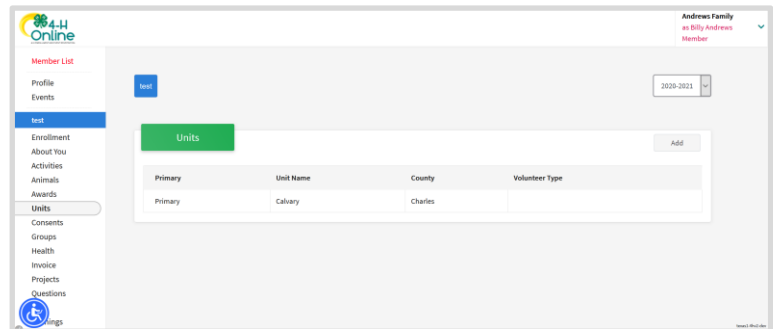 4-H
Online
Andrews Family
as Billy Andrews
Member
Member List
Profile
Events
test
Enrollment
About You
Activities
Animals
Awards
Units
Consents
Groups
Health
Invoice
Projects
Questions
test
2020-2021
Units
Add
Primary Unit Name County Volunteer Type
Primary Calvary Charles